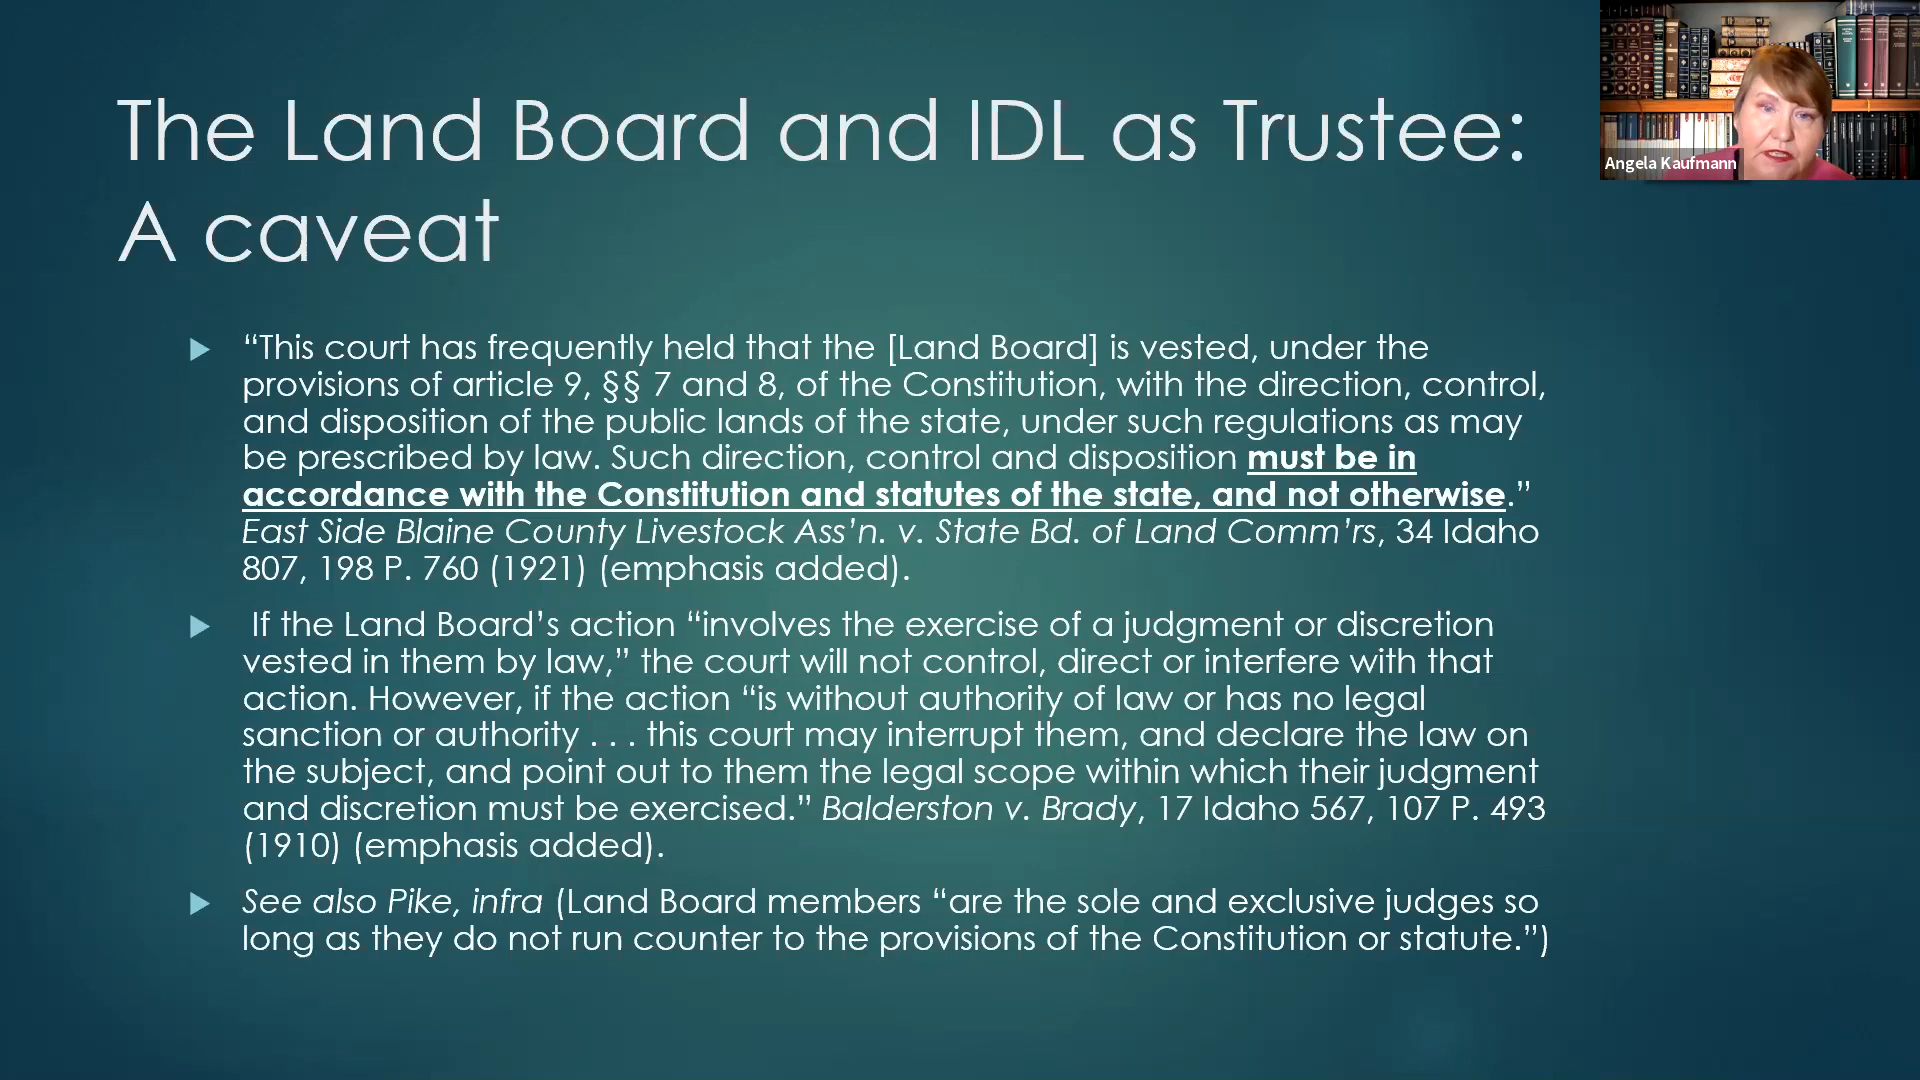 The Land Board and IDL as Trustee:
A caveat
Angela Kaufmann
▶ “This court has frequently held that the [Land Board] is vested, under the
provisions of article 9, §§ 7 and 8, of the Constitution, with the direction, control,
and disposition of the public lands of the state, under such regulations as may
be prescribed by law. Such direction, control and disposition must be in
accordance with the Constitution and statutes of the state, and not otherwise.”
East Side Blaine County Livestock Ass’n. v. State Bd. of Land Comm’rs, 34 Idaho
807, 198 P. 760 (1921) (emphasis added).
▶ If the Land Board’s action “involves the exercise of a judgment or discretion
vested in them by law,” the court will not control, direct or interfere with that
action. However, if the action “is without authority of law or has no legal
sanction or authority . . . this court may interrupt them, and declare the law on
the subject, and point out to them the legal scope within which their judgment
and discretion must be exercised.” Balderston v. Brady, 17 Idaho 567, 107 P. 493
(1910) (emphasis added).
▶ See also Pike, infra (Land Board members “are the sole and exclusive judges so
long as they do not run counter to the provisions of the Constitution or statute.”)